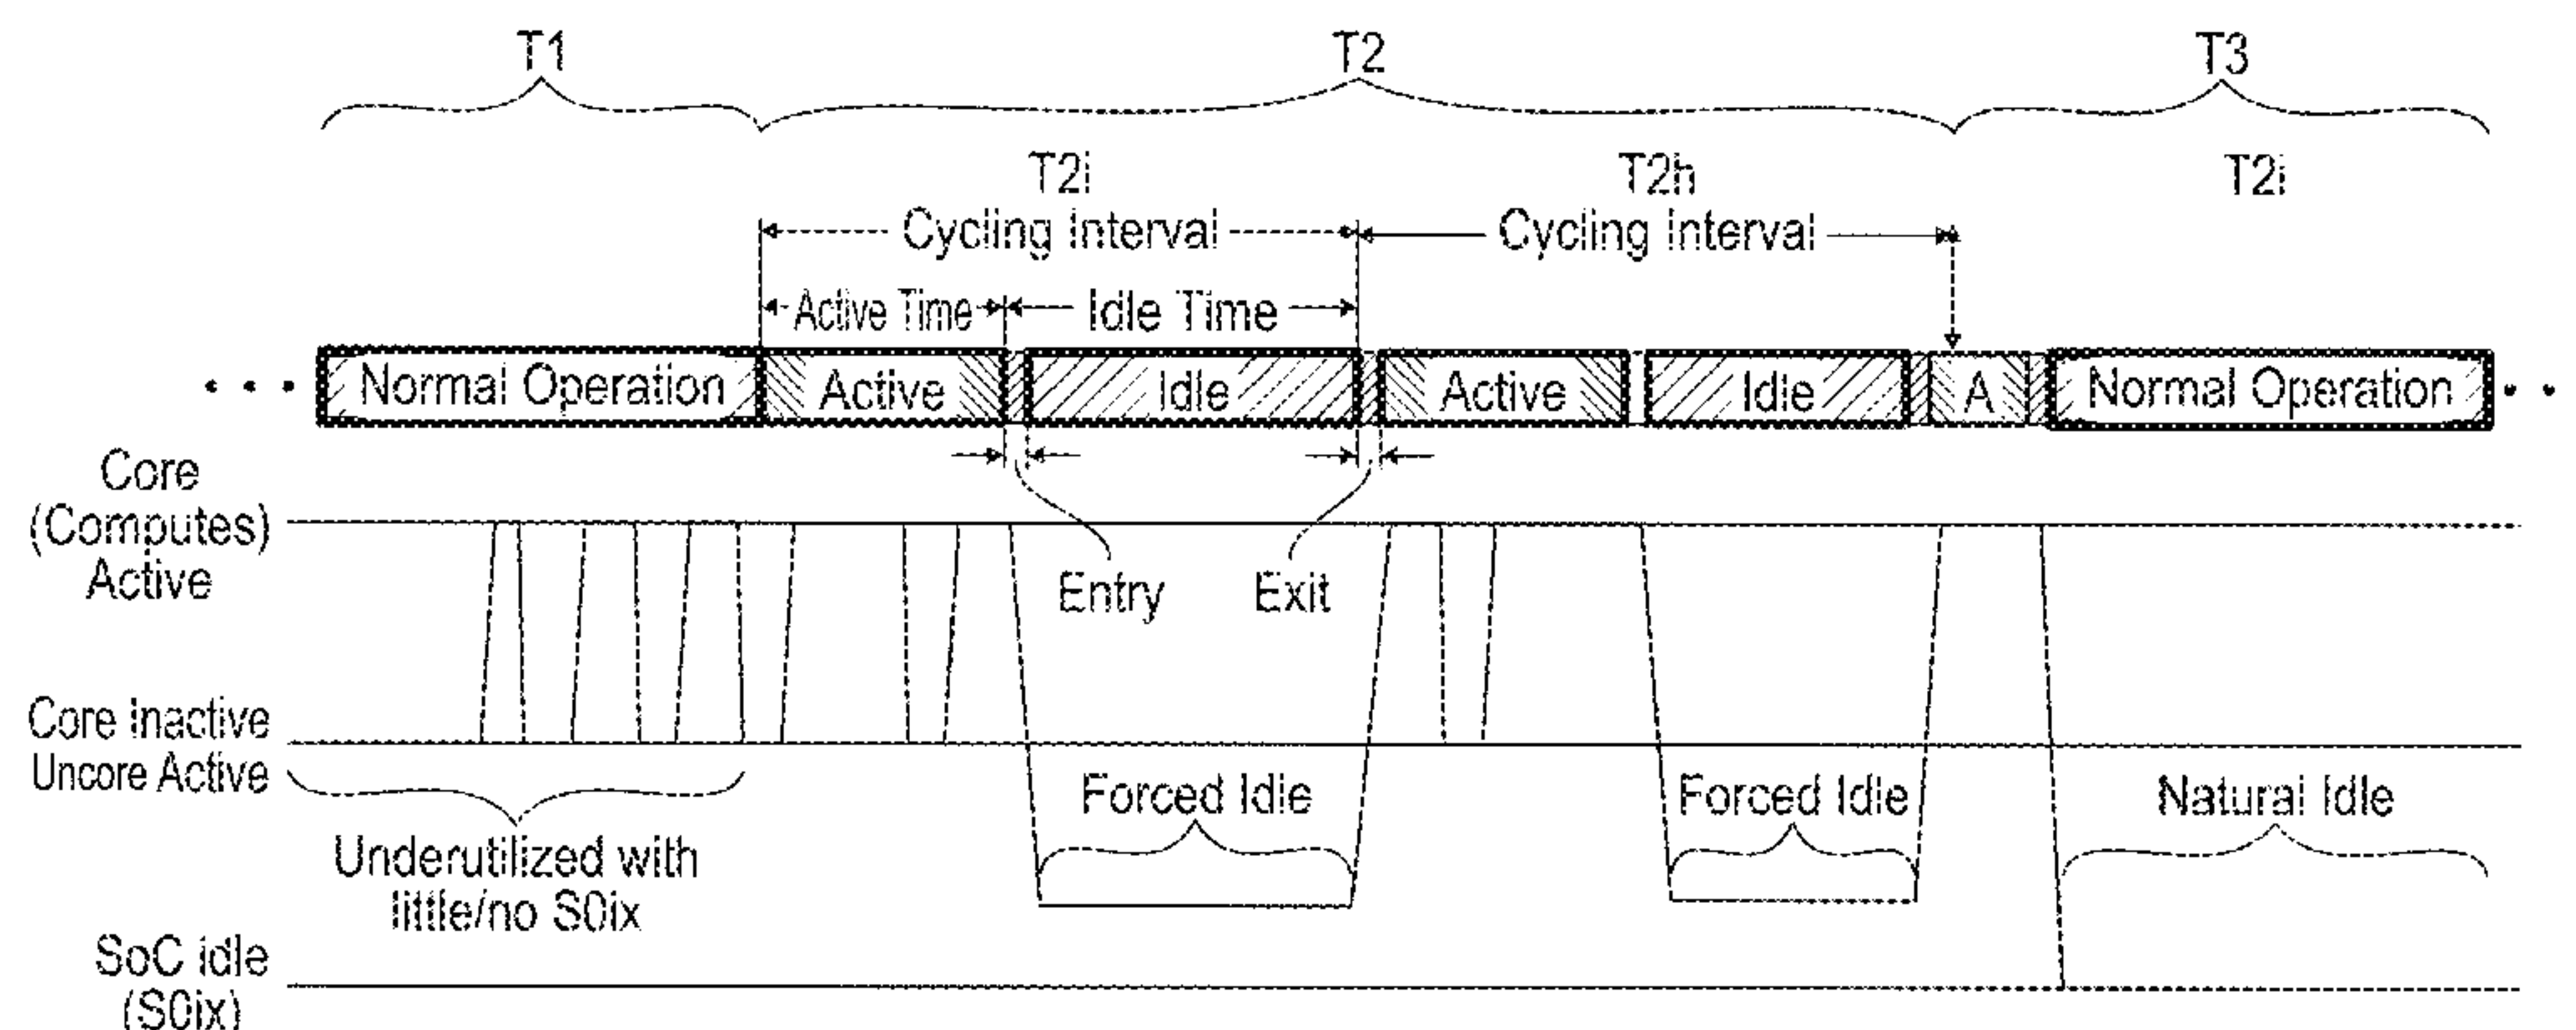 T1 T2 T3
T2i T2h T2i
Cycling Interval Cycling Interval
Active Time Idle Time
Normal Operation Active Idle Active Idle A Normal Operation
Core
(Computes)
Active
Entry Exit
Core Inactive
Uncore Active
Forced Idle Forced Idle Natural Idle
Underutilized with
little/no S0ix
SoC idle
(S0ix)